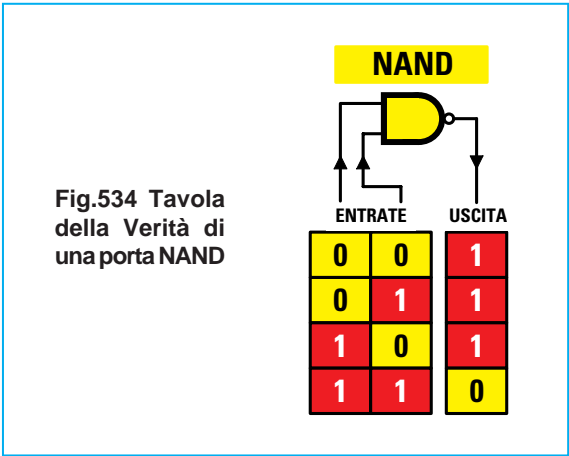 NAND
Fig.534 Tavola
della Verità di
una porta NAND
ENTRATE USCITA
0 0 1
0 1 1
1 0 1
1 1 0